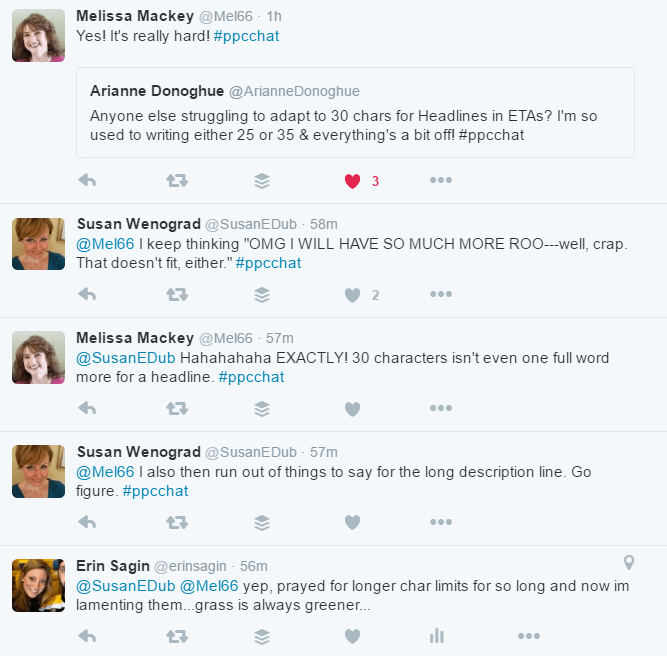 Melissa Mackey @Mel66 · 1h
Yes! It's really hard! #ppcchat
Arianne Donoghue @ArianneDonoghue
Anyone else struggling to adapt to 30 chars for Headlines in ETAs? I'm so
used to writing either 25 or 35 & everything's a bit off! #ppcchat
3
Susan Wenograd @SusanEDub · 58m
@Mel66 I keep thinking "OMG I WILL HAVE SO MUCH MORE ROO---well, crap.
That doesn't fit, either." #ppcchat
2
Melissa Mackey @Mel66 · 57m
@SusanEDub Hahahahaha EXACTLY! 30 characters isn't even one full word
more for a headline. #ppcchat
Susan Wenograd @SusanEDub · 57m
@Mel66 I also then run out of things to say for the long description line. Go
figure. #ppcchat
Erin Sagin @erinsagin · 56m
@SusanEDub @Mel66 yep, prayed for longer char limits for so long and now im
lamenting them...grass is always greener...